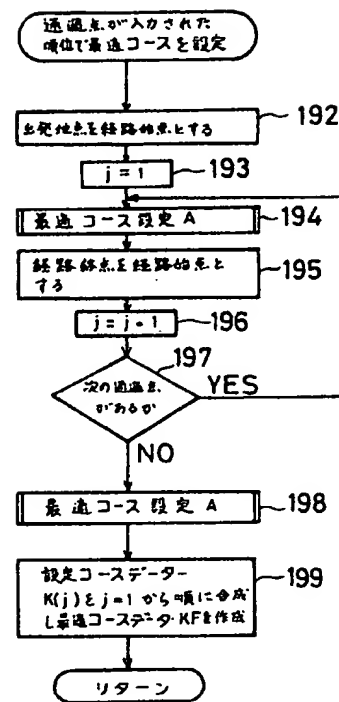 通過点が入力された
順位で最適コースを設定
出発地点を経路始点とする
192
j=1
193
最適コース設定 A
194
経路終点を経路始点と
する
195
j=j-1
196
197
次の通過点
があるか
YES
NO
最適コース設定 A
198
設定コースデーター
K(j)をj=1から順に合成
し最適コースデータ・KFを作成
199
リターン